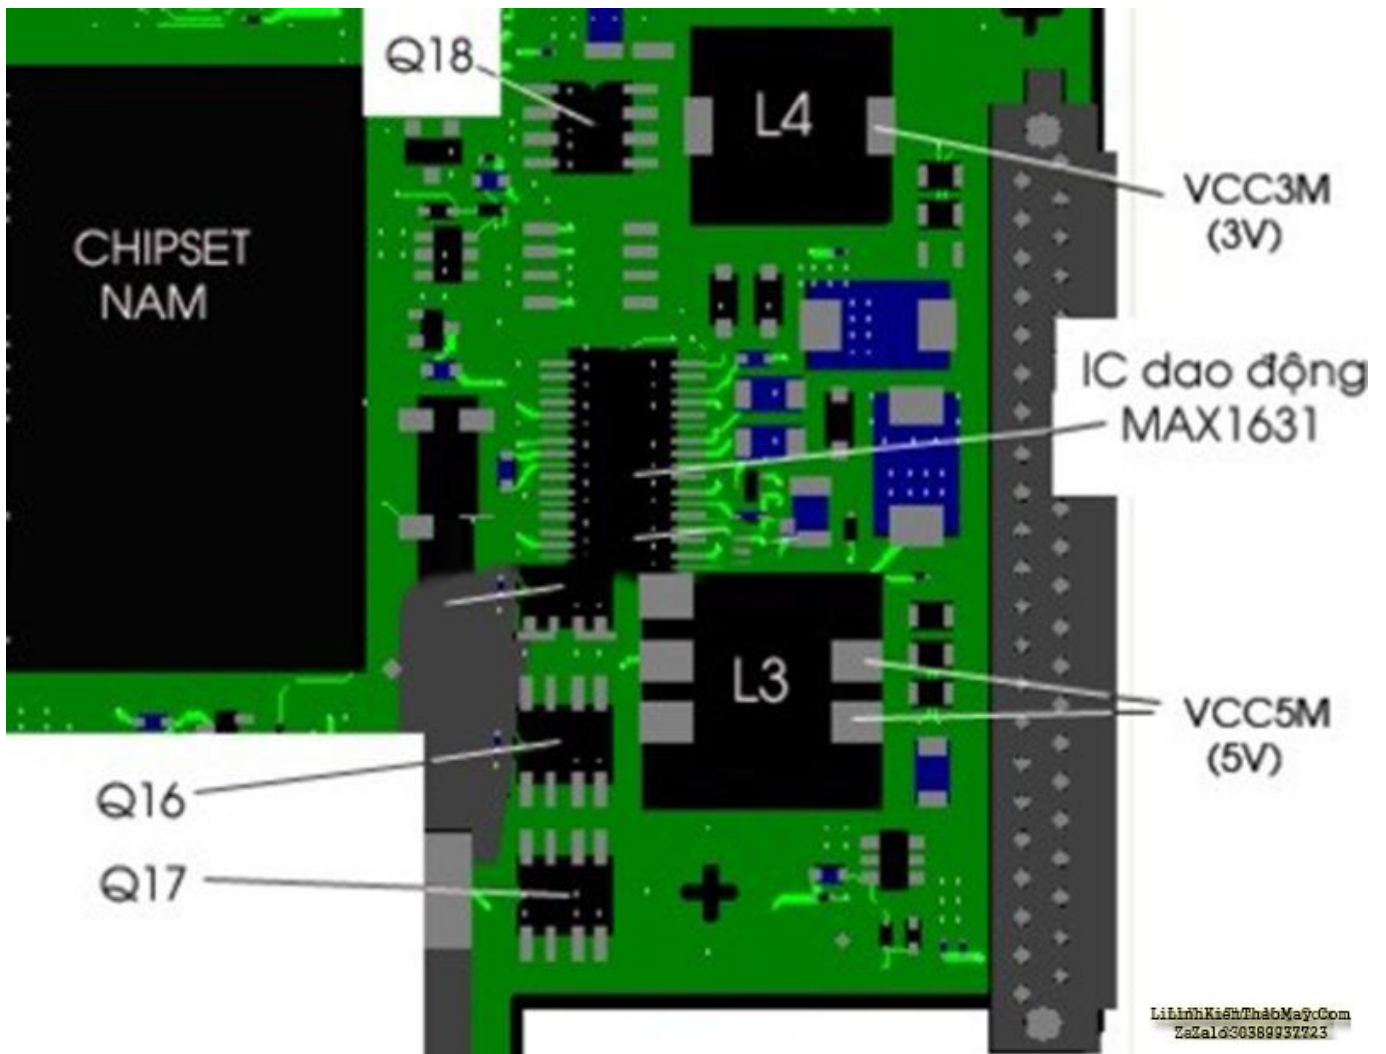 Q18
L4
VCC3M
(3V)
CHIPSET
NAM
IC dao động
MAX1631
L3
VCC5M
(5V)
Q16
Q17